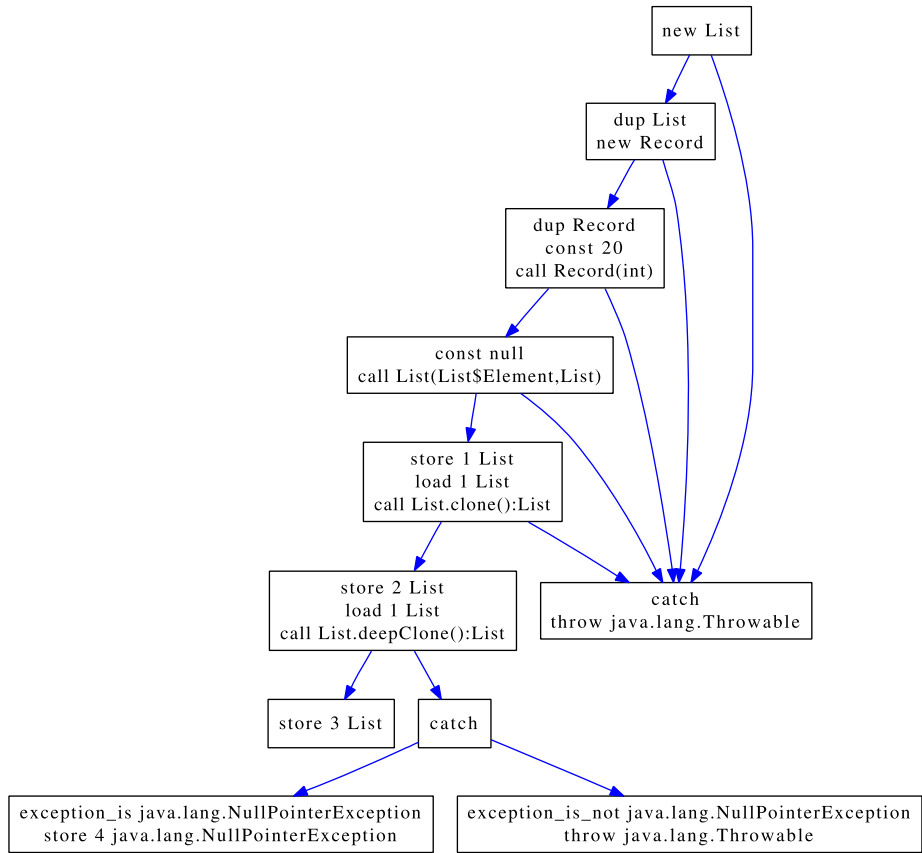 new List
dup List
new Record
dup Record
const 20
call Record(int)
const null
call List(List$Element,List)
store 1 List
load 1 List
call List.clone():List
store 2 List
load 1 List
call List.deepClone():List
catch
throw java.lang.Throwable
store 3 List
catch
exception_is java.lang.NullPointerException
store 4 java.lang.NullPointerException
exception_is_not java.lang.NullPointerException
throw java.lang.Throwable